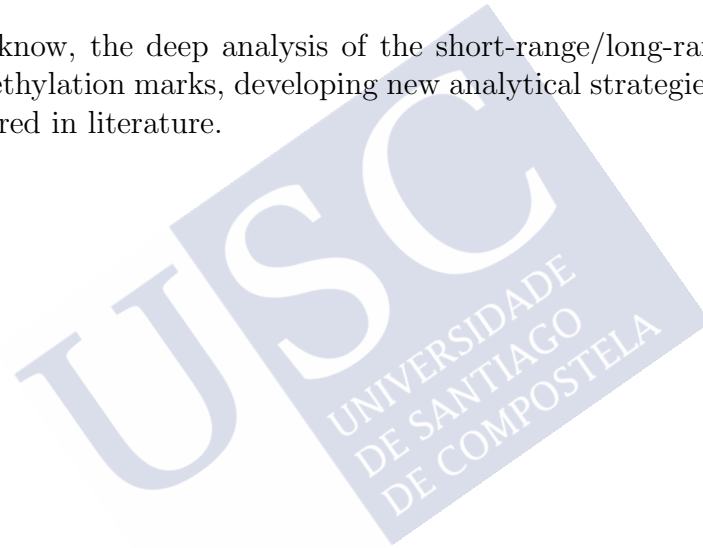 know, the deep analysis of the short-range/long-ra
ethylation marks, developing new analytical strategie
red in literature.
USC
UNIVERSIDADE
DE SANTIAGO
DE COMPOSTELA